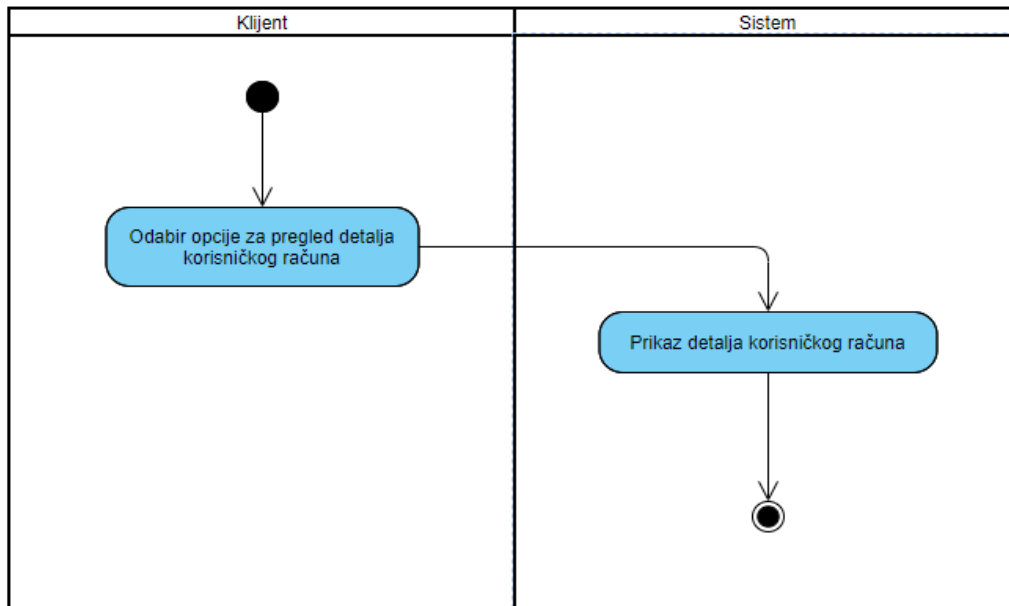 Klijent
Sistem
Odabir opcije za pregled detalja
korisničkog računa
Prikaz detalja korisničkog računa